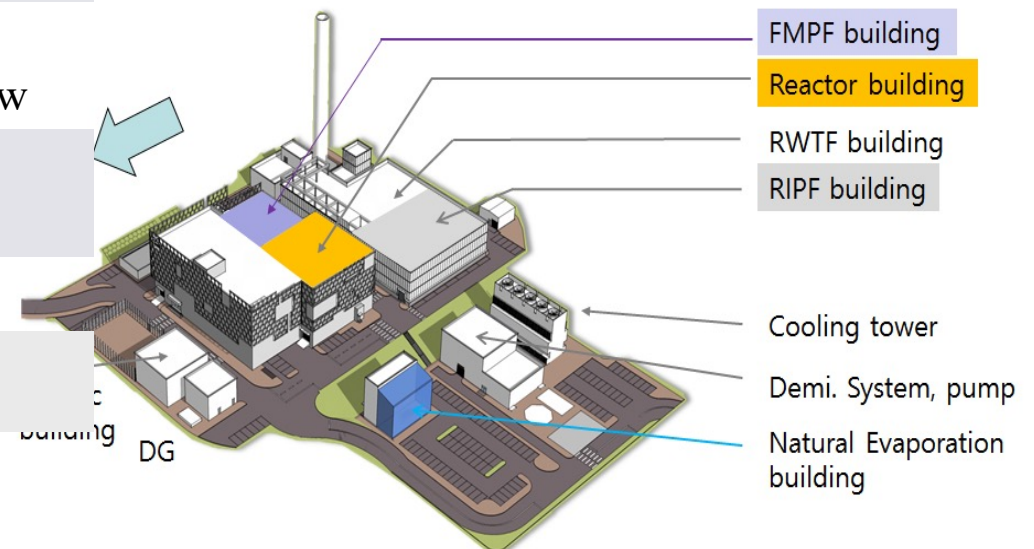 FMPF building
Reactor building
RWTF building
RIPF building
Cooling tower
Demi. System, pump
Natural Evaporation
building
building
DG